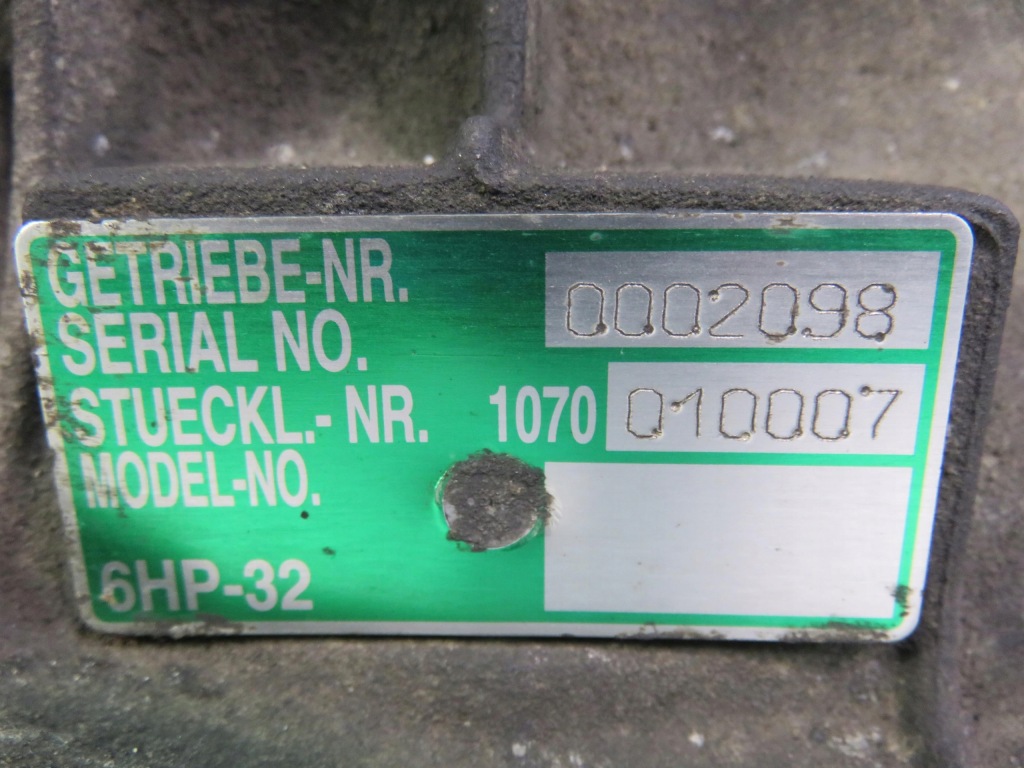 GETRIEBE-NR. 0002098
SERIAL NO.
STUECKL.- NR. 1070 010007
MODEL-NO.
6HP-32